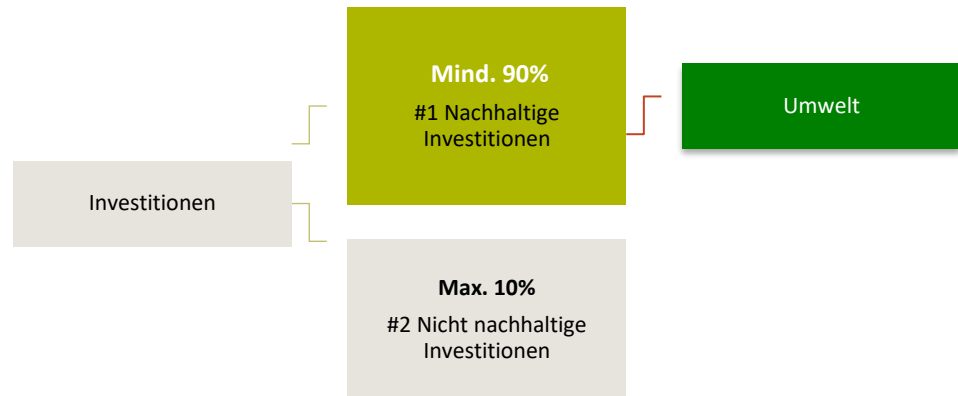 Investitionen
Mind. 90%
#1 Nachhaltige
Investitionen
Umwelt
Max. 10%
#2 Nicht nachhaltige
Investitionen